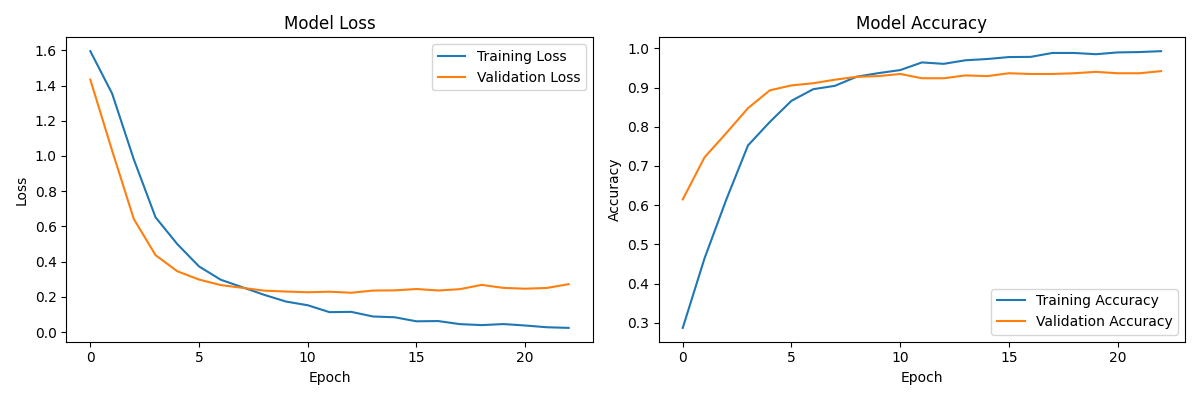 Model Loss
1.6
1.4
1.2
1.0
0.8
0.6
0.4
0.2
0.0
Loss
Training Loss
Validation Loss
0 5 10 15 20
Epoch
Model Accuracy
1.0
0.9
0.8
0.7
0.6
0.5
0.4
0.3
Accuracy
Training Accuracy
Validation Accuracy
0 5 10 15 20
Epoch